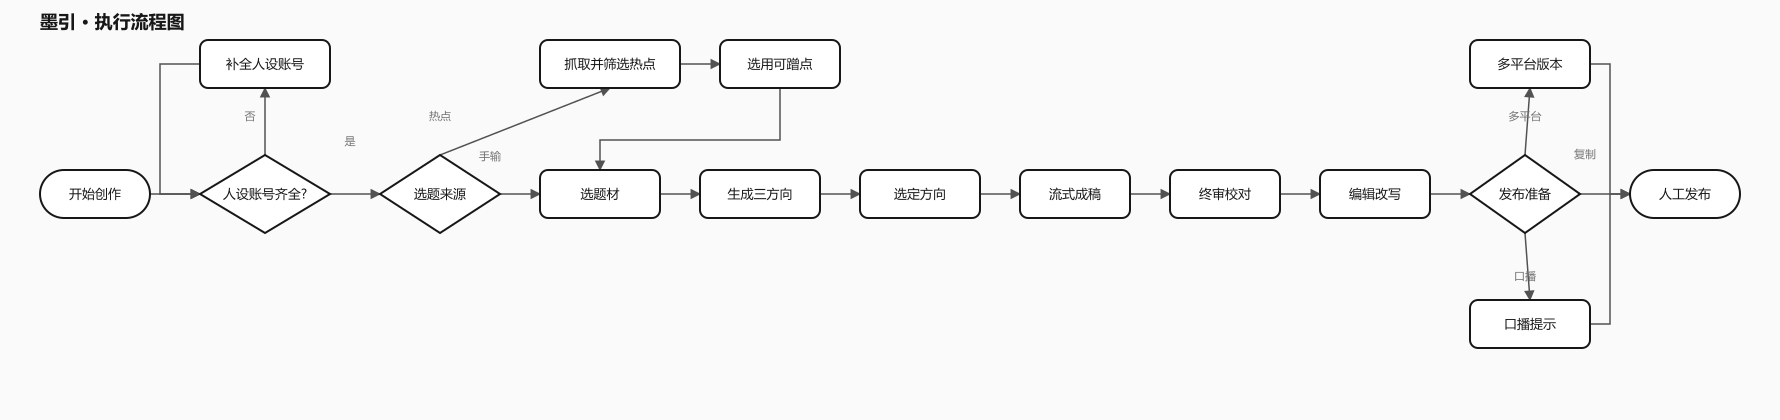 墨引・执行流程图
补全人设账号
抓取并筛选热点
选用可蹭点
多平台版本
否
热点
多平台
是
手输
复制
开始创作
人设账号齐全?
选题来源
选题材
生成三方向
选定方向
流式成稿
终审校对
编辑改写
发布准备
人工发布
口播
口播提示